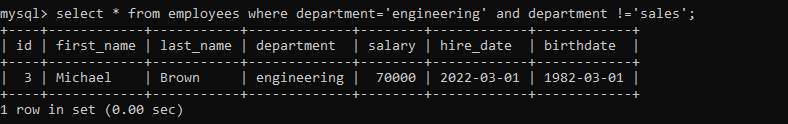 mysql> select * from employees where department='engineering' and department !='sales';
+----+------------+-----------+-------------+--------+------------+------------+
| id | first_name | last_name | department  | salary | hire_date  | birthdate  |
+----+------------+-----------+-------------+--------+------------+------------+
|  3 | Michael    | Brown     | engineering |  70000 | 2022-03-01 | 1982-03-01 |
+----+------------+-----------+-------------+--------+------------+------------+
1 row in set (0.00 sec)